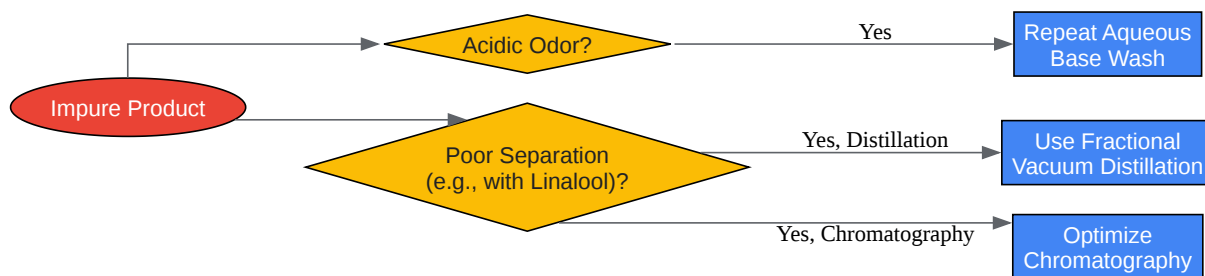 Impure Product
Acidic Odor?
Yes
Repeat Aqueous
Base Wash
Poor Separation
(e.g., with Linalool)?
Yes, Distillation
Use Fractional
Vacuum Distillation
Yes, Chromatography
Optimize
Chromatography